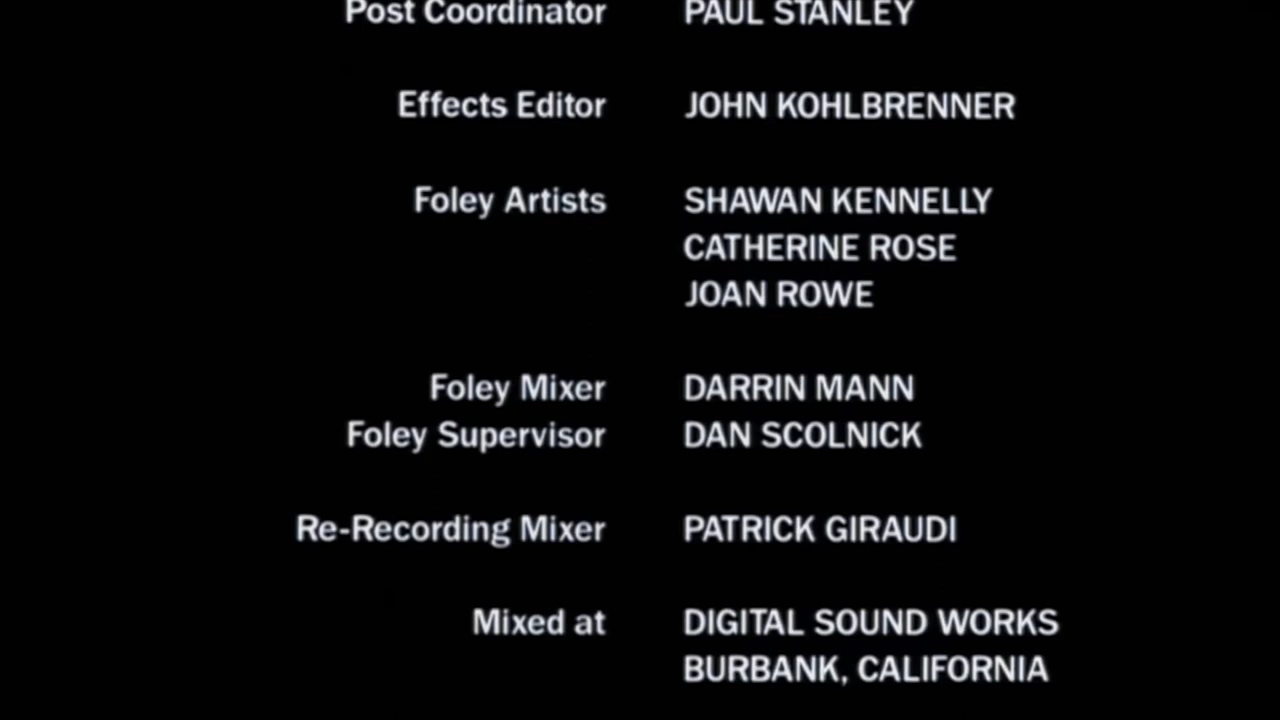 Post Coordinator PAUL STANLEY
Effects Editor JOHN KOHLBRENNER
Foley Artists SHAWAN KENNELLY
CATHERINE ROSE
JOAN ROWE
Foley Mixer DARRIN MANN
Foley Supervisor DAN SCOLNICK
Re-Recording Mixer PATRICK GIRAUDI
Mixed at DIGITAL SOUND WORKS
BURBANK, CALIFORNIA